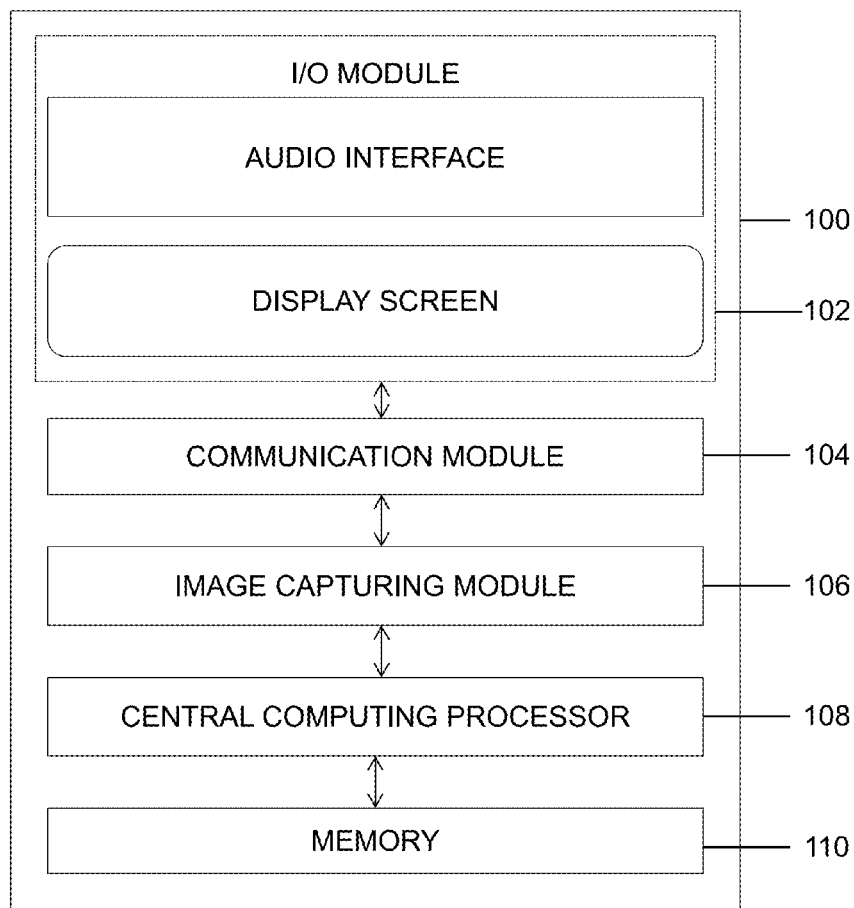 I/O MODULE
AUDIO INTERFACE
100
DISPLAY SCREEN
102
COMMUNICATION MODULE
104
IMAGE CAPTURING MODULE
106
CENTRAL COMPUTING PROCESSOR
108
MEMORY
110